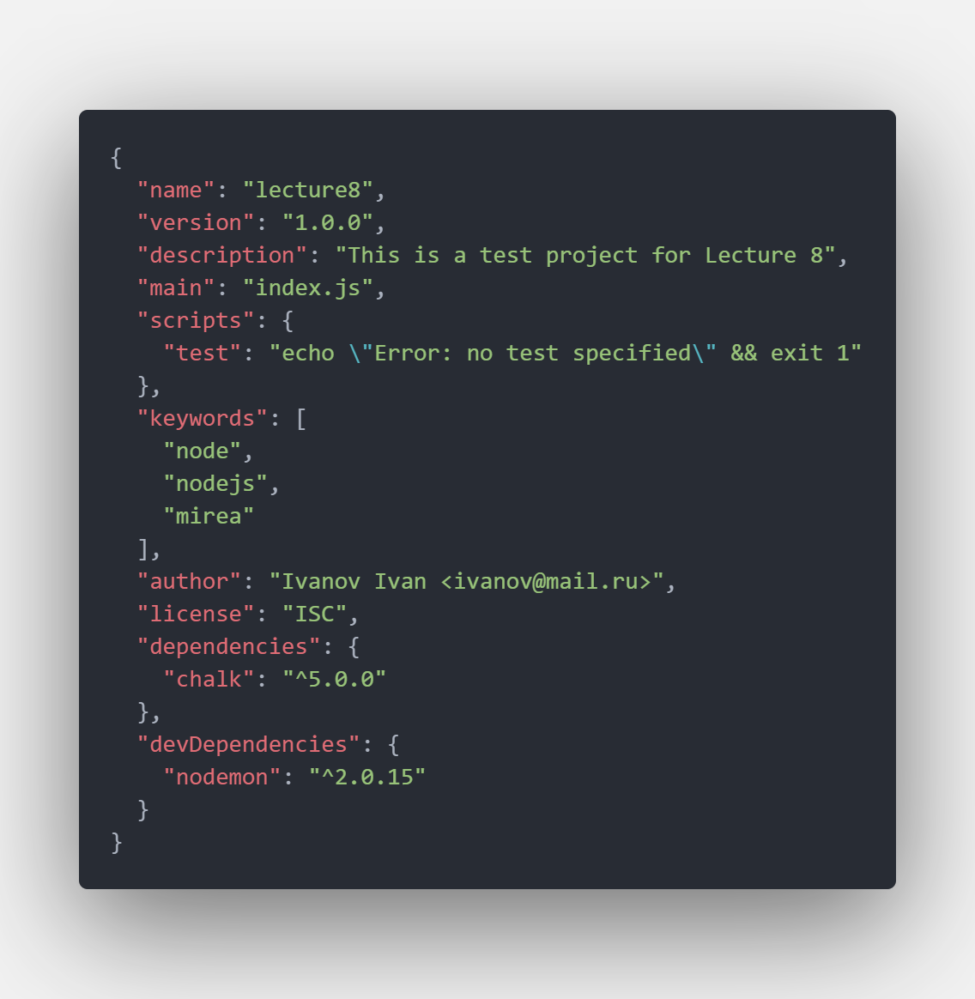 {
  "name": "lecture8",
  "version": "1.0.0",
  "description": "This is a test project for Lecture 8",
  "main": "index.js",
  "scripts": {
    "test": "echo \"Error: no test specified\" && exit 1"
  },
  "keywords": [
    "node",
    "nodejs",
    "mirea"
  ],
  "author": "Ivanov Ivan <ivanov@mail.ru>",
  "license": "ISC",
  "dependencies": {
    "chalk": "^5.0.0"
  },
  "devDependencies": {
    "nodemon": "^2.0.15"
  }
}